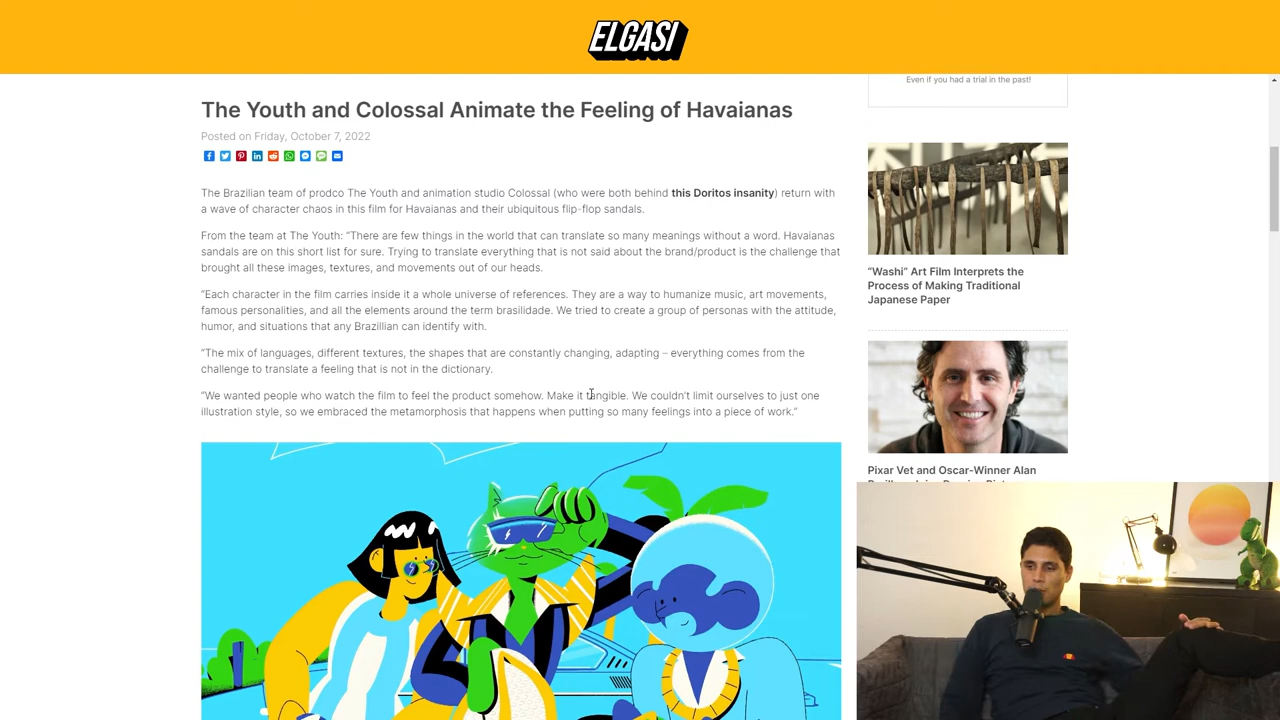 ELGASI
Even if you had a trial in the past!
The Youth and Colossal Animate the Feeling of Havaianas
Posted on Friday, October 7, 2022
The Brazilian team of prodco The Youth and animation studio Colossal (who were both behind this Doritos insanity) return with
a wave of character chaos in this film for Havaianas and their ubiquitous flip-flop sandals.
From the team at The Youth: “There are few things in the world that can translate so many meanings without a word. Havaianas
sandals are on this short list for sure. Trying to translate everything that is not said about the brand/product is the challenge that
brought all these images, textures, and movements out of our heads.
“Each character in the film carries inside it a whole universe of references. They are a way to humanize music, art movements,
famous personalities, and all the elements around the term brasilidade. We tried to create a group of personas with the attitude,
humor, and situations that any Brazillian can identify with.
“The mix of languages, different textures, the shapes that are constantly changing, adapting – everything comes from the
challenge to translate a feeling that is not in the dictionary.
“We wanted people who watch the film to feel the product somehow. Make it tangible. We couldn’t limit ourselves to just one
illustration style, so we embraced the metamorphosis that happens when putting so many feelings into a piece of work.”
“Washi” Art Film Interprets the
Process of Making Traditional
Japanese Paper
Pixar Vet and Oscar-Winner Alan